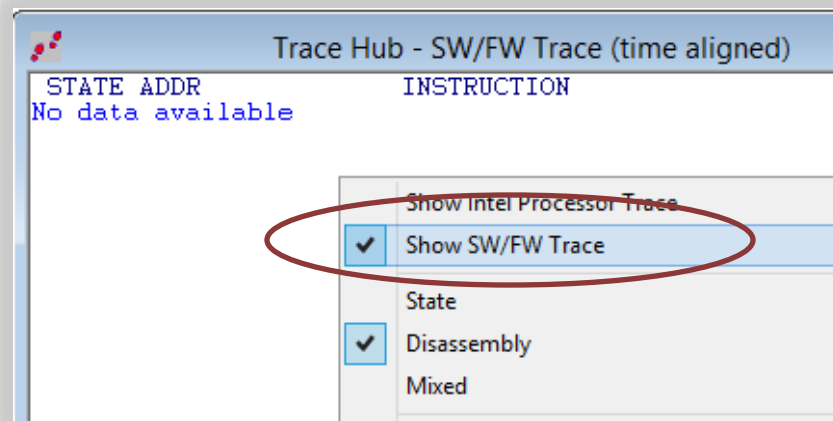 Trace Hub - SW/FW Trace (time aligned)
STATE ADDR INSTRUCTION
No data available
Show Intel Processor Trace
Show SW/FW Trace
State
Disassembly
Mixed